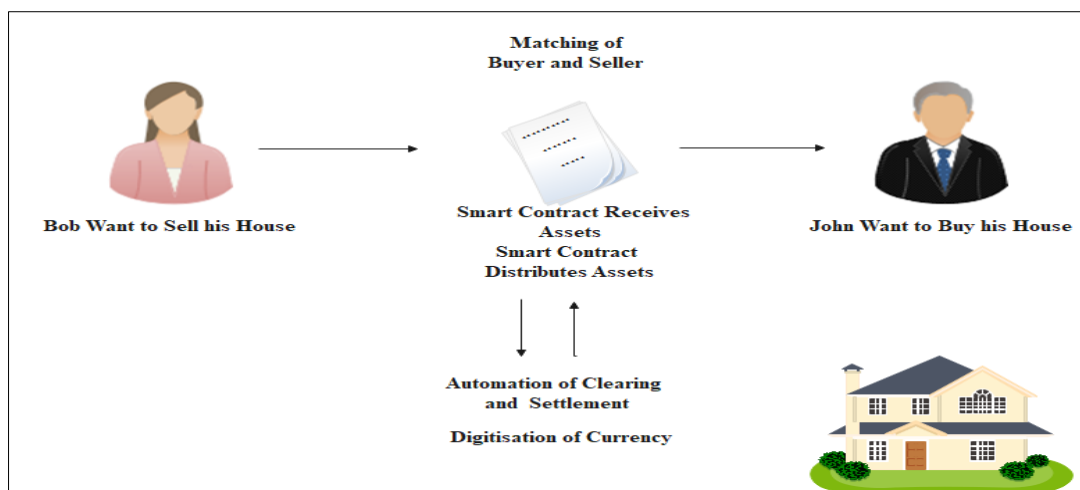 Matching of
Buyer and Seller
Bob Want to Sell his House
Smart Contract Receives
Assets
Smart Contract
Distributes Assets
John Want to Buy his House
Automation of Clearing
and Settlement
Digitisation of Currency